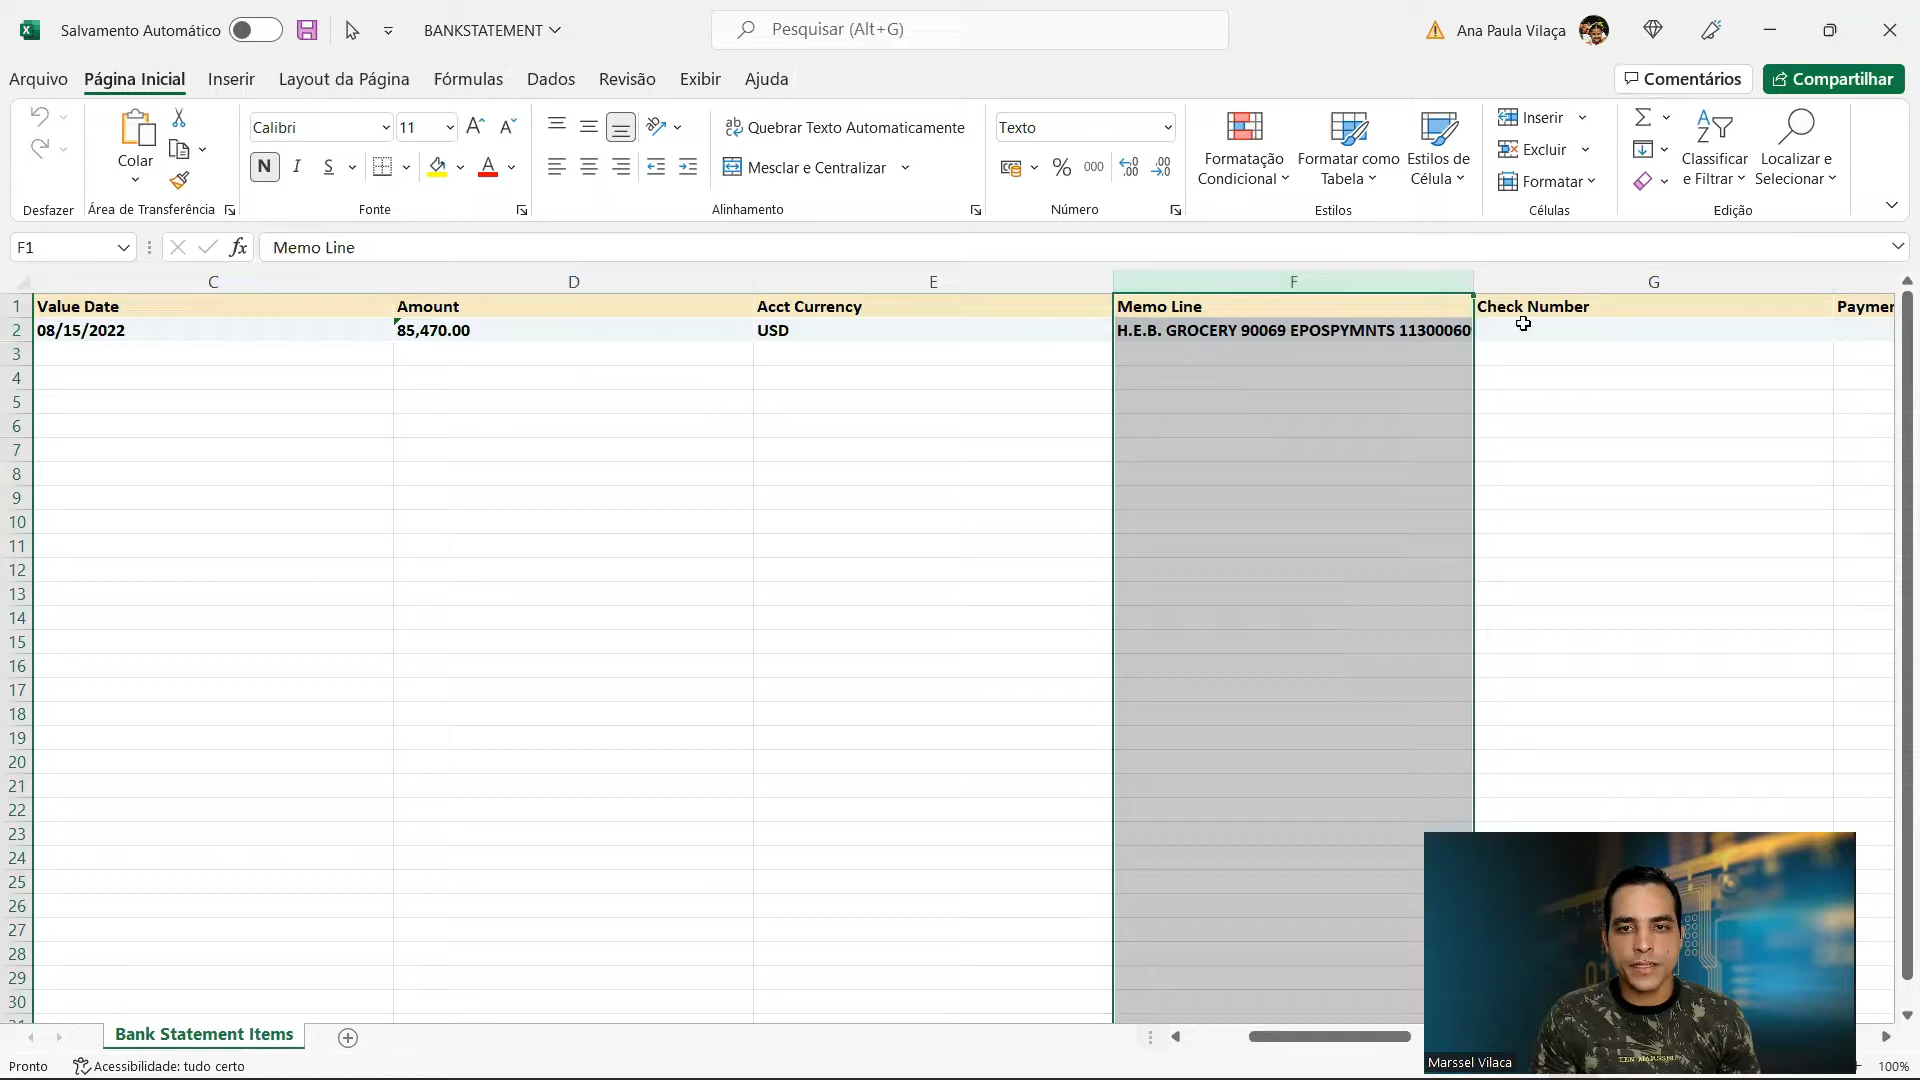 Salvamento Automático
BANKSTATEMENT
Pesquisar (Alt+G)
Ana Paula Vilaça
Arquivo Página Inicial Inserir Layout da Página Fórmulas Dados Revisão Exibir Ajuda
Comentários Compartilhar
Colar
Calibri 11
N I S
Quebrar Texto Automaticamente
Mesclar e Centralizar
Texto
% 000
Formatação Condicional
Formatar como Tabela
Estilos de Célula
Inserir
Excluir
Formatar
Classificar e Filtrar
Localizar e Selecionar
Desfazer Área de Transferência Fonte Alinhamento Número Estilos Células Edição
F1 fx Memo Line
C D E F G
1 Value Date Amount Acct Currency Memo Line Check Number Paymer
2 08/15/2022 85,470.00 USD H.E.B. GROCERY 90069 EPOSPYMNTS 11300060
3
4
5
6
7
8
9
10
11
12
13
14
15
16
17
18
19
20
21
22
23
24
25
26
27
28
29
30
Marssel Vilaca
Bank Statement Items
Pronto Acessibilidade: tudo certo 100%